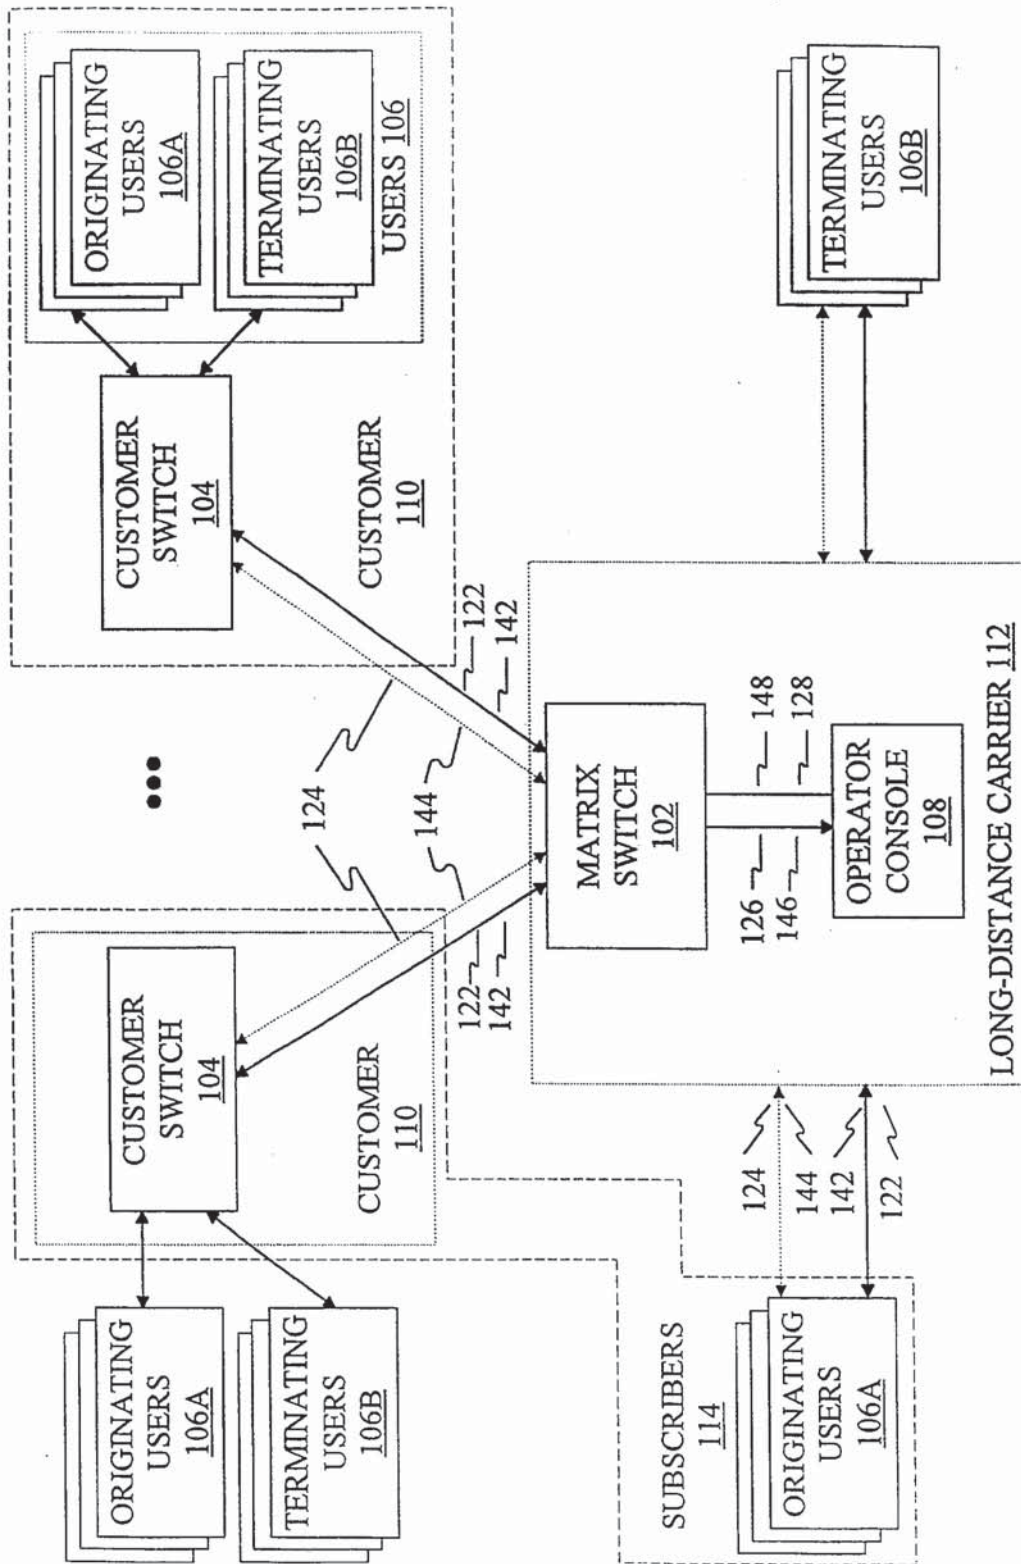 ORIGINATING
USERS
106A
TERMINATING
USERS
106B
CUSTOMER
SWITCH
104
CUSTOMER
110
•••
CUSTOMER
SWITCH
104
CUSTOMER
110
ORIGINATING
USERS
106A
TERMINATING
USERS
106B
USERS 106
124
144
122
142
122
142
SUBSCRIBERS
114
ORIGINATING
USERS
106A
124
144
142
122
MATRIX
SWITCH
102
126
146
148
128
OPERATOR
CONSOLE
108
LONG-DISTANCE CARRIER 112
TERMINATING
USERS
106B